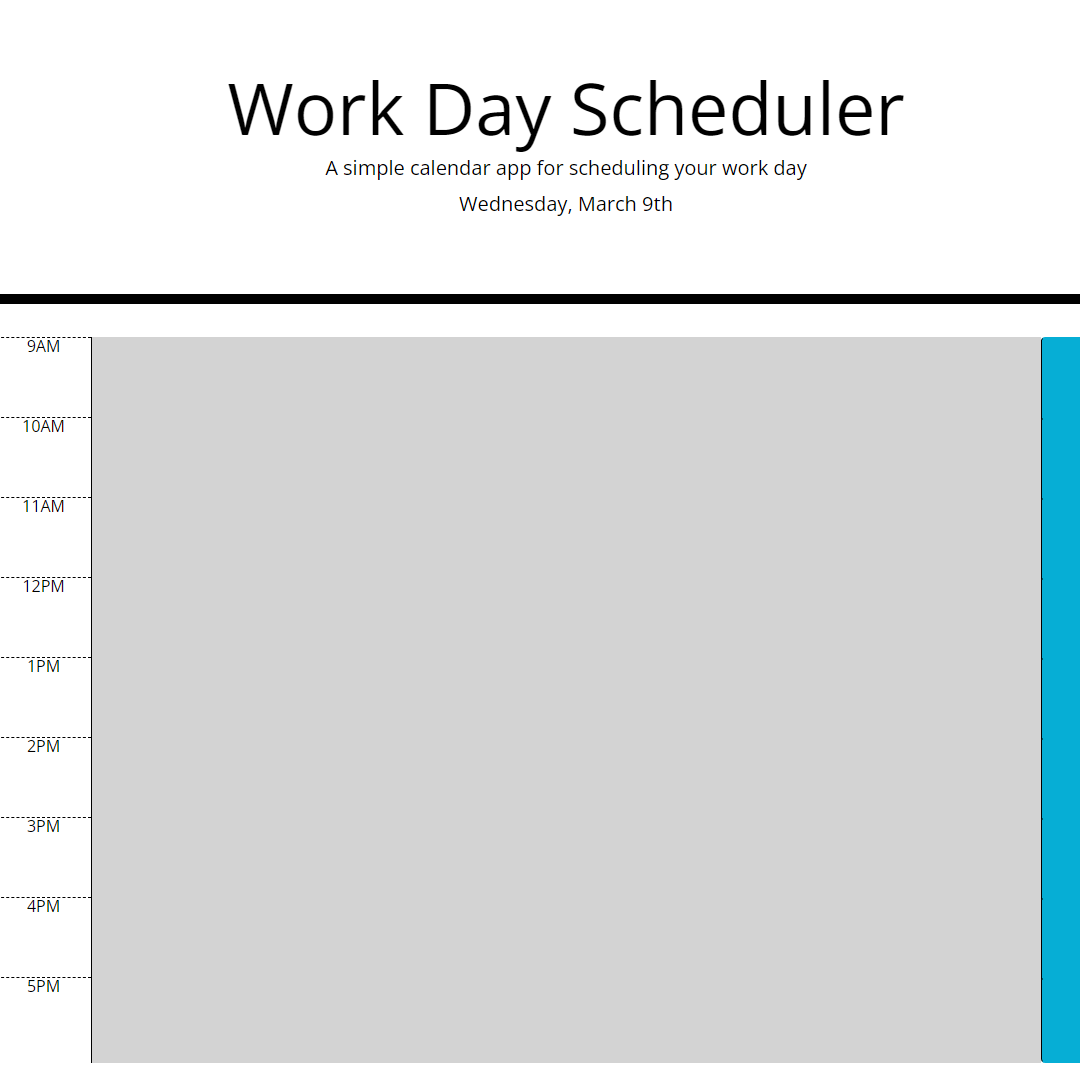 Work Day Scheduler
A simple calendar app for scheduling your work day
Wednesday, March 9th
9AM
10AM
11AM
12PM
1PM
2PM
3PM
4PM
5PM